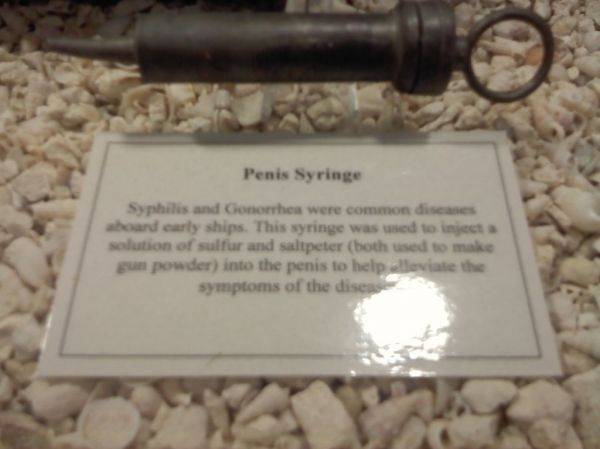 Penis Syringe
Syphilis and Gonorrhea were common diseases
aboard early ships. This syringe was used to inject a
solution of sulfur and saltpeter (both used to make
gun powder) into the penis to help alleviate the
symptoms of the